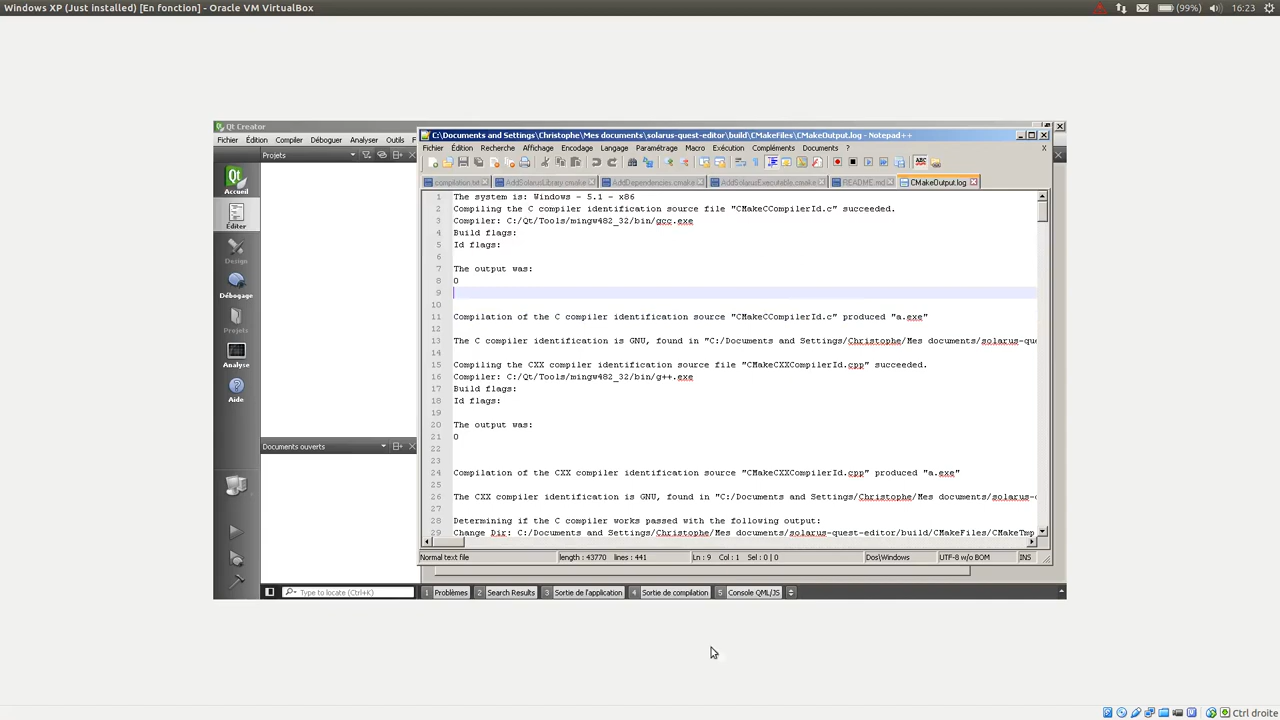 Windows XP (Just installed) [En fonction] - Oracle VM VirtualBox
(99%)
16:23
Qt Creator
Fichier Édition Compiler Déboguer Analyser Outils F
Projets
Accueil
Éditer
Design
Débogage
Projets
Analyse
Aide
Documents ouverts
C:\Documents and Settings\Christophe\Mes documents\solarus-quest-editor\build\CMakeFiles\CMakeOutput.log - Notepad++
Fichier Édition Recherche Affichage Encodage Langage Paramétrage Macro Exécution Compléments Documents ? X
compilation.txt AddSolarusLibrary.cmake AddDependencies.cmake AddSolarusExecutable.cmake README.md CMakeOutput.log
1 The system is: Windows - 5.1 - x86
2 Compiling the C compiler identification source file "CMakeCCompilerId.c" succeeded.
3 Compiler: C:/Qt/Tools/mingw482_32/bin/gcc.exe
4 Build flags:
5 Id flags:
6
7 The output was:
8 0
9
10
11 Compilation of the C compiler identification source "CMakeCCompilerId.c" produced "a.exe"
12
13 The C compiler identification is GNU, found in "C:/Documents and Settings/Christophe/Mes documents/solarus-que
14
15 Compiling the CXX compiler identification source file "CMakeCXXCompilerId.cpp" succeeded.
16 Compiler: C:/Qt/Tools/mingw482_32/bin/g++.exe
17 Build flags:
18 Id flags:
19
20 The output was:
21 0
22
23
24 Compilation of the CXX compiler identification source "CMakeCXXCompilerId.cpp" produced "a.exe"
25
26 The CXX compiler identification is GNU, found in "C:/Documents and Settings/Christophe/Mes documents/solarus-q
27
28 Determining if the C compiler works passed with the following output:
29 Change Dir: C:/Documents and Settings/Christophe/Mes documents/solarus-quest-editor/build/CMakeFiles/CMakeTmp
Normal text file length : 43770 lines : 441 Ln : 9 Col : 1 Sel : 0 | 0 Dos\Windows UTF-8 w/o BOM INS
Type to locate (Ctrl+K) 1 Problèmes 2 Search Results 3 Sortie de l'application 4 Sortie de compilation 5 Console QML/JS
Ctrl droite